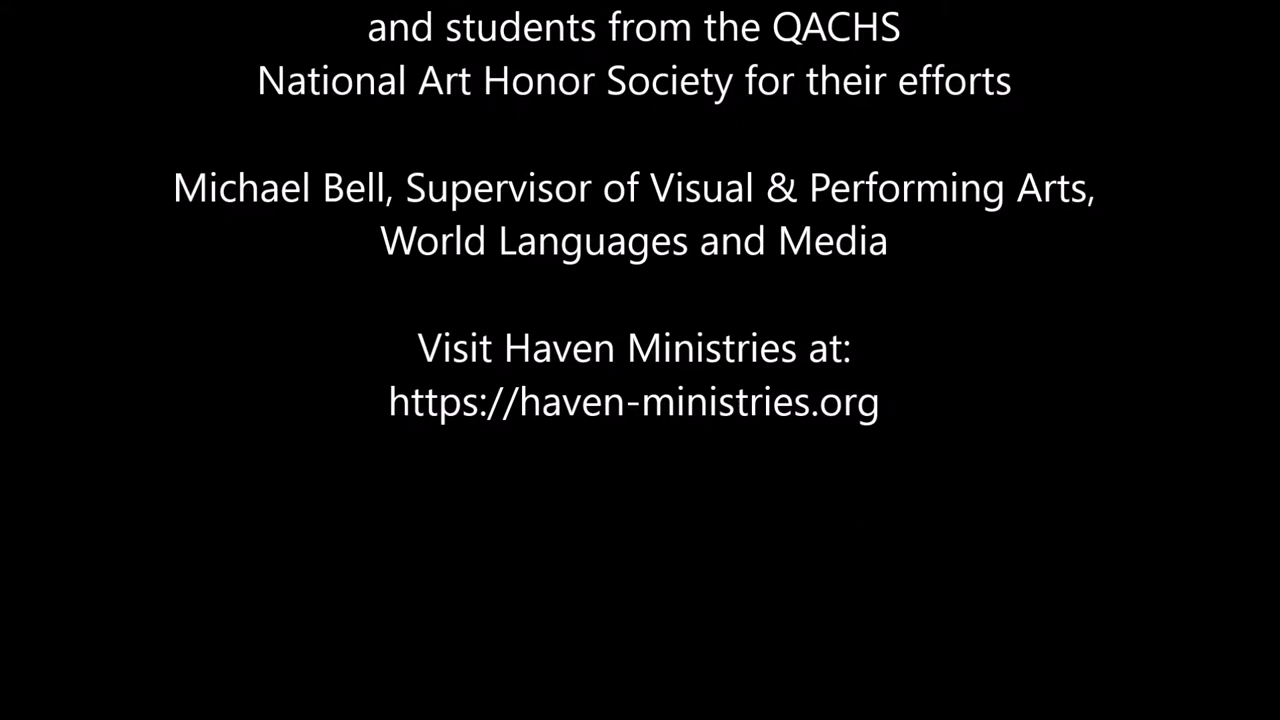 and students from the QACHS
National Art Honor Society for their efforts
Michael Bell, Supervisor of Visual & Performing Arts,
World Languages and Media
Visit Haven Ministries at:
https://haven-ministries.org